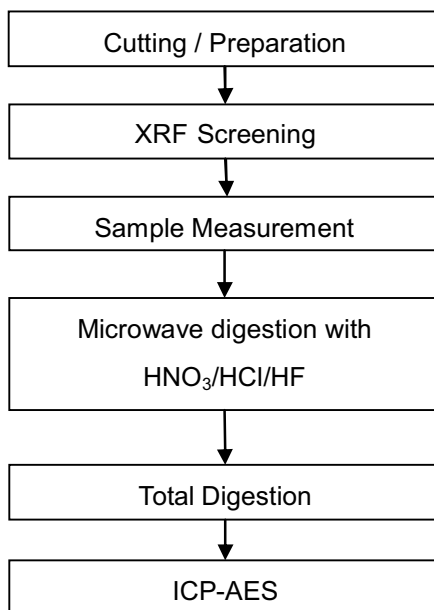 Cutting / Preparation
XRF Screening
Sample Measurement
Microwave digestion with
HNO₃/HCl/HF
Total Digestion
ICP-AES